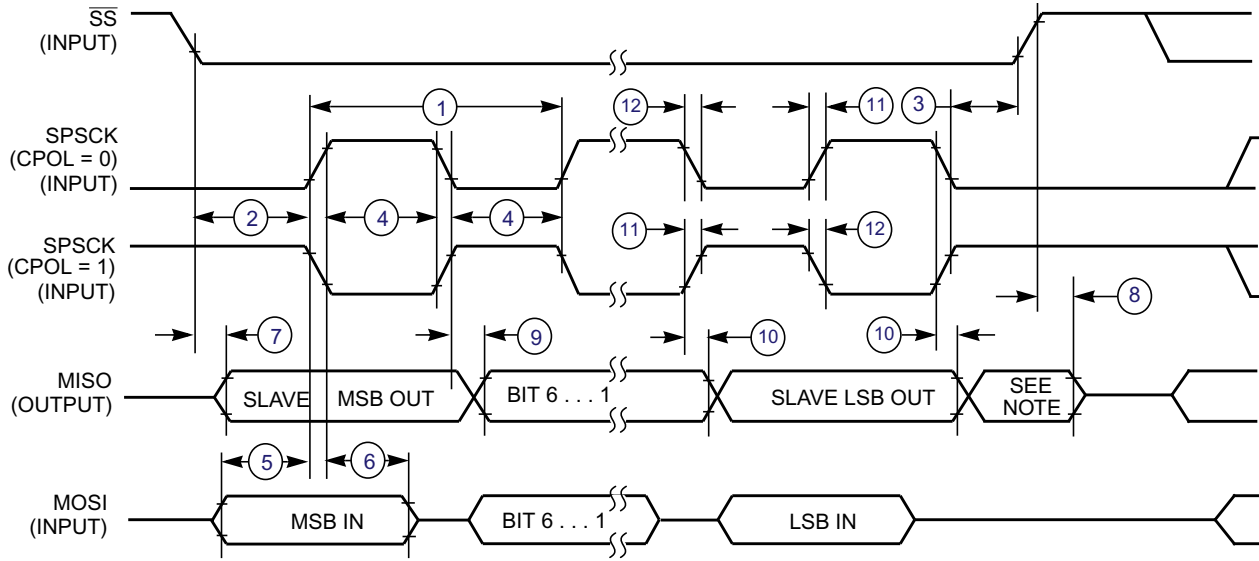 SS
(INPUT)
1
12
11
3
SPSCK
(CPOL = 0)
(INPUT)
2
4
4
11
12
SPSCK
(CPOL = 1)
(INPUT)
7
9
10
10
8
MISO
(OUTPUT)
SLAVE MSB OUT
BIT 6 . . . 1
SLAVE LSB OUT
SEE
NOTE
5
6
MOSI
(INPUT)
MSB IN
BIT 6 . . . 1
LSB IN